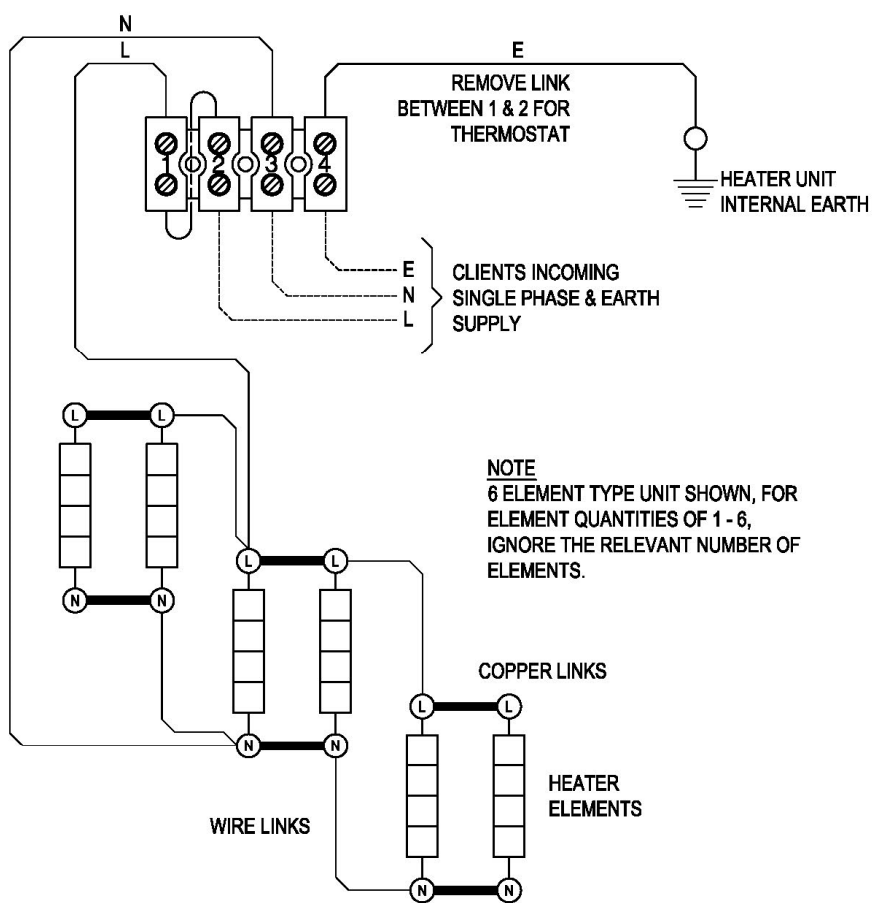 N
L
E
REMOVE LINK
BETWEEN 1 & 2 FOR
THERMOSTAT
1 2 3 4
HEATER UNIT
INTERNAL EARTH
E
N
L
CLIENTS INCOMING
SINGLE PHASE & EARTH
SUPPLY
L L
NOTE
6 ELEMENT TYPE UNIT SHOWN, FOR
ELEMENT QUANTITIES OF 1 - 6,
IGNORE THE RELEVANT NUMBER OF
ELEMENTS.
L L
N N
COPPER LINKS
L L
N N
HEATER
ELEMENTS
WIRE LINKS
N N